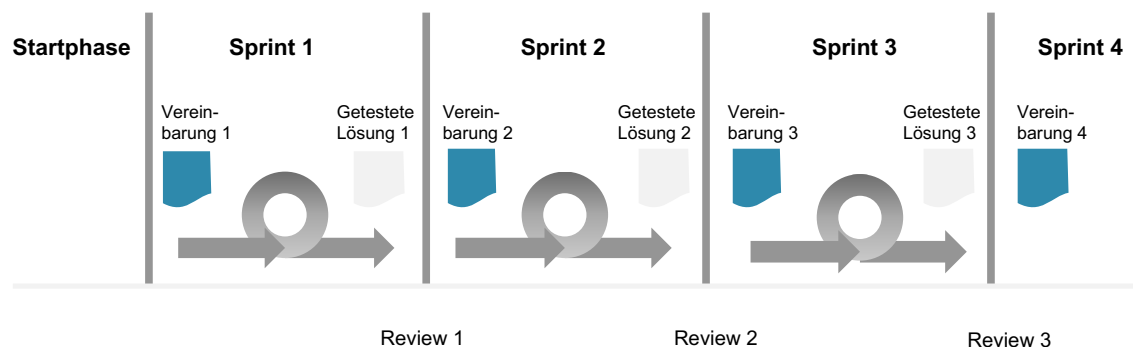 Startphase
Sprint 1
Sprint 2
Sprint 3
Sprint 4
Verein-
barung 1
Getestete
Lösung 1
Verein-
barung 2
Getestete
Lösung 2
Verein-
barung 3
Getestete
Lösung 3
Verein-
barung 4
Review 1
Review 2
Review 3